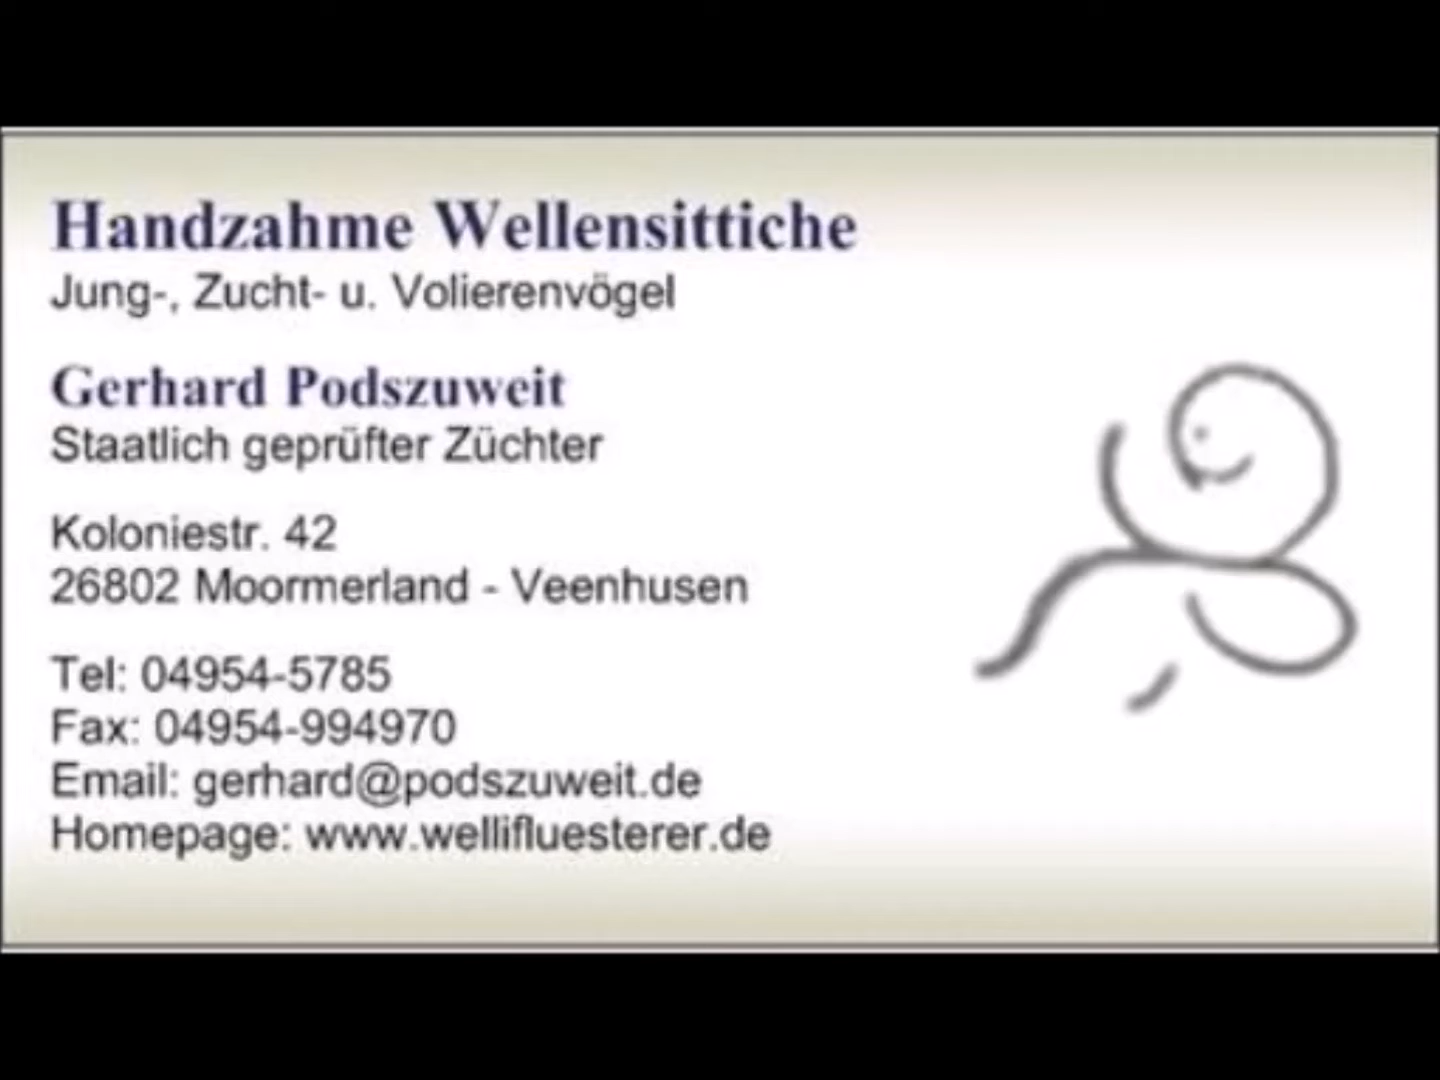 Handzahme Wellensittiche
Jung-, Zucht- u. Volierenvögel
Gerhard Podszuweit
Staatlich geprüfter Züchter
Koloniestr. 42
26802 Moormerland - Veenhusen
Tel: 04954-5785
Fax: 04954-994970
Email: gerhard@podszuweit.de
Homepage: www.wellifluesterer.de